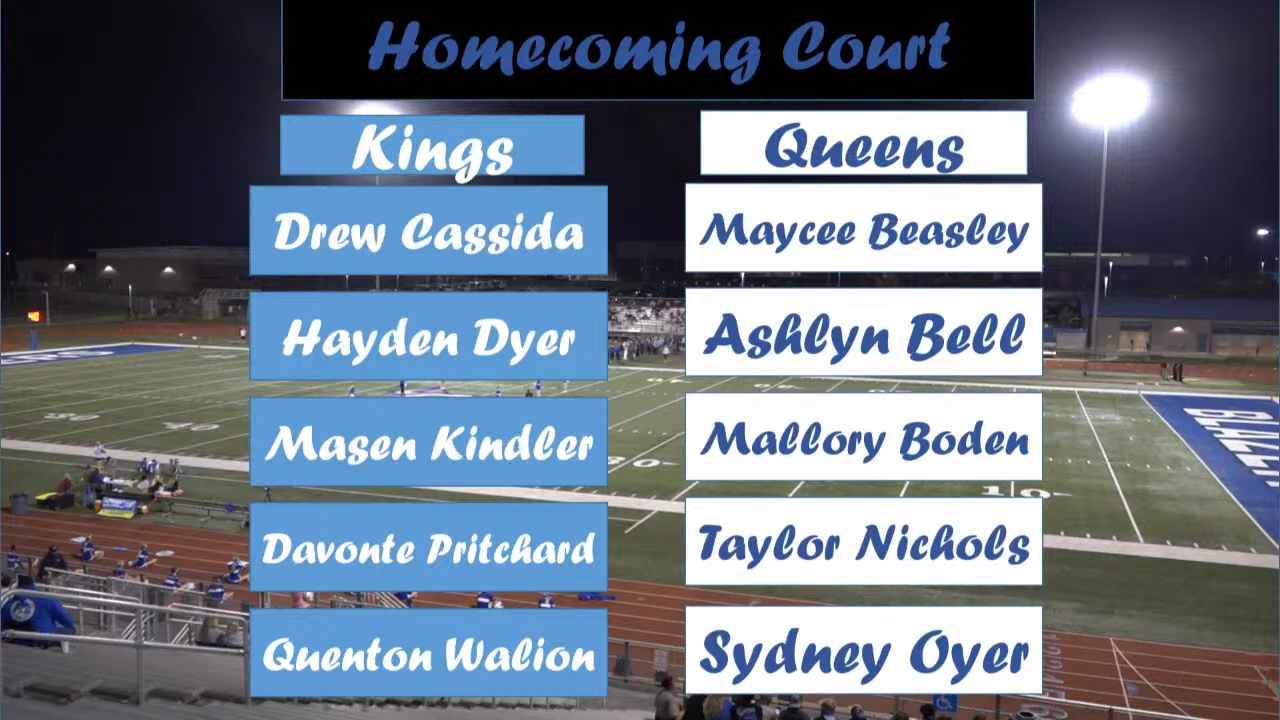 Homecoming Court
Kings
Queens
Drew Cassida
Maycee Beasley
Hayden Dyer
Ashlyn Bell
Masen Kindler
Mallory Boden
Davonte Pritchard
Taylor Nichols
Quenton Walion
Sydney Oyer
10